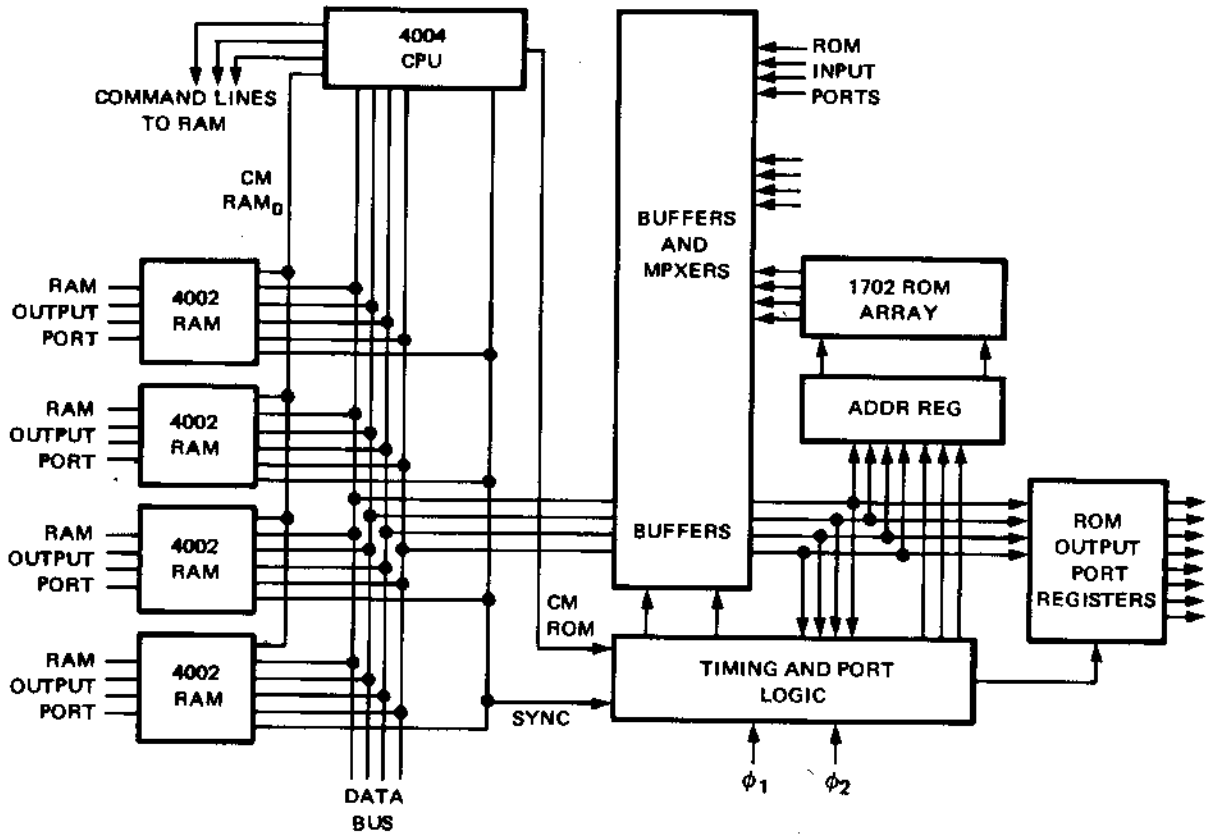 4004
CPU
COMMAND LINES
TO RAM
CM
RAM₀
ROM
INPUT
PORTS
BUFFERS
AND
MPXERS
BUFFERS
1702 ROM
ARRAY
ADDR REG
RAM
OUTPUT
PORT
4002
RAM
RAM
OUTPUT
PORT
4002
RAM
RAM
OUTPUT
PORT
4002
RAM
RAM
OUTPUT
PORT
4002
RAM
ROM
OUTPUT
PORT
REGISTERS
CM
ROM
SYNC
TIMING AND PORT
LOGIC
ϕ₁
ϕ₂
DATA
BUS